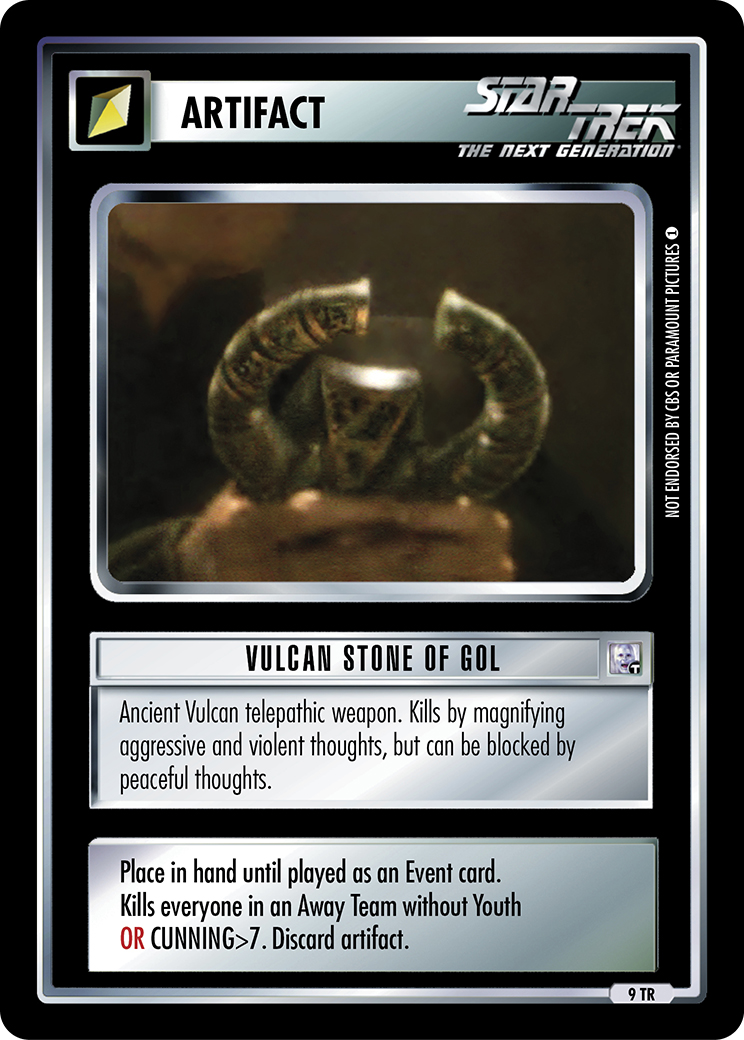 ARTIFACT
STAR TREK
THE NEXT GENERATION
NOT ENDORSED BY CBS OR PARAMOUNT PICTURES 1
VULCAN STONE OF GOL
T
Ancient Vulcan telepathic weapon. Kills by magnifying
aggressive and violent thoughts, but can be blocked by
peaceful thoughts.
Place in hand until played as an Event card.
Kills everyone in an Away Team without Youth
OR CUNNING>7. Discard artifact.
9 TR